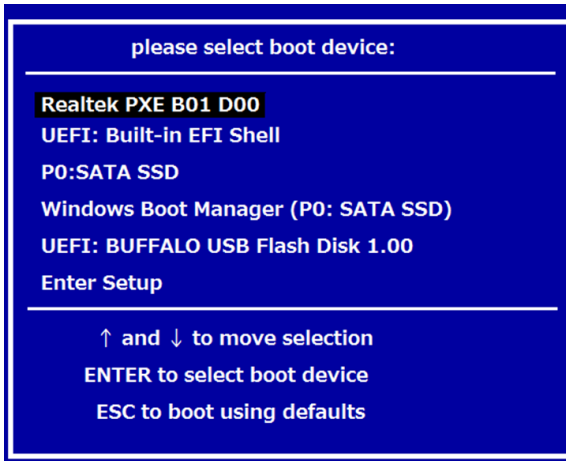 please select boot device:
Realtek PXE B01 D00
UEFI: Built-in EFI Shell
P0:SATA SSD
Windows Boot Manager (P0: SATA SSD)
UEFI: BUFFALO USB Flash Disk 1.00
Enter Setup
↑ and ↓ to move selection
ENTER to select boot device
ESC to boot using defaults